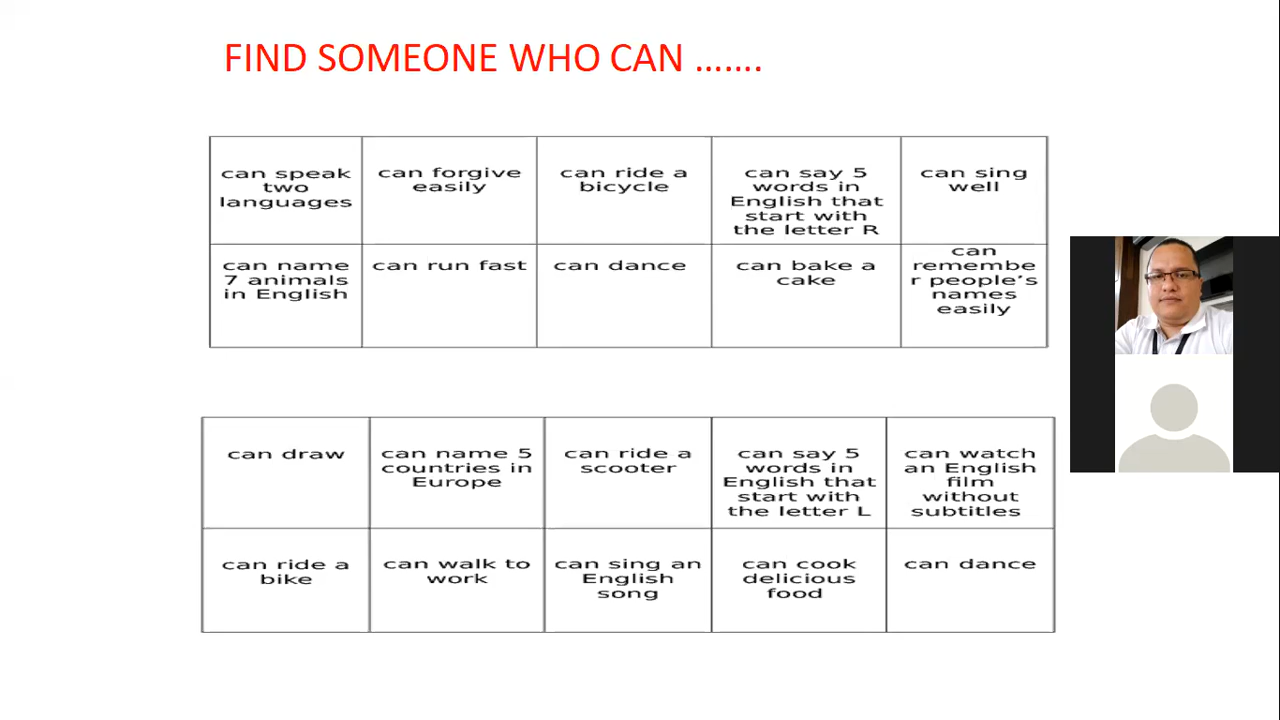 FIND SOMEONE WHO CAN …….
can speak
two
languages
can forgive
easily
can ride a
bicycle
can say 5
words in
English that
start with
the letter R
can sing
well
can name
7 animals
in English
can run fast
can dance
can bake a
cake
can
remembe
r people's
names
easily
can draw
can name 5
countries in
Europe
can ride a
scooter
can say 5
words in
English that
start with
the letter L
can watch
an English
film
without
subtitles
can ride a
bike
can walk to
work
can sing an
English
song
can cook
delicious
food
can dance